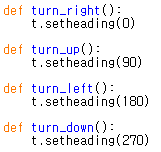 def turn_right():
    t.setheading(0)
def turn_up():
    t.setheading(90)
def turn_left():
    t.setheading(180)
def turn_down():
    t.setheading(270)